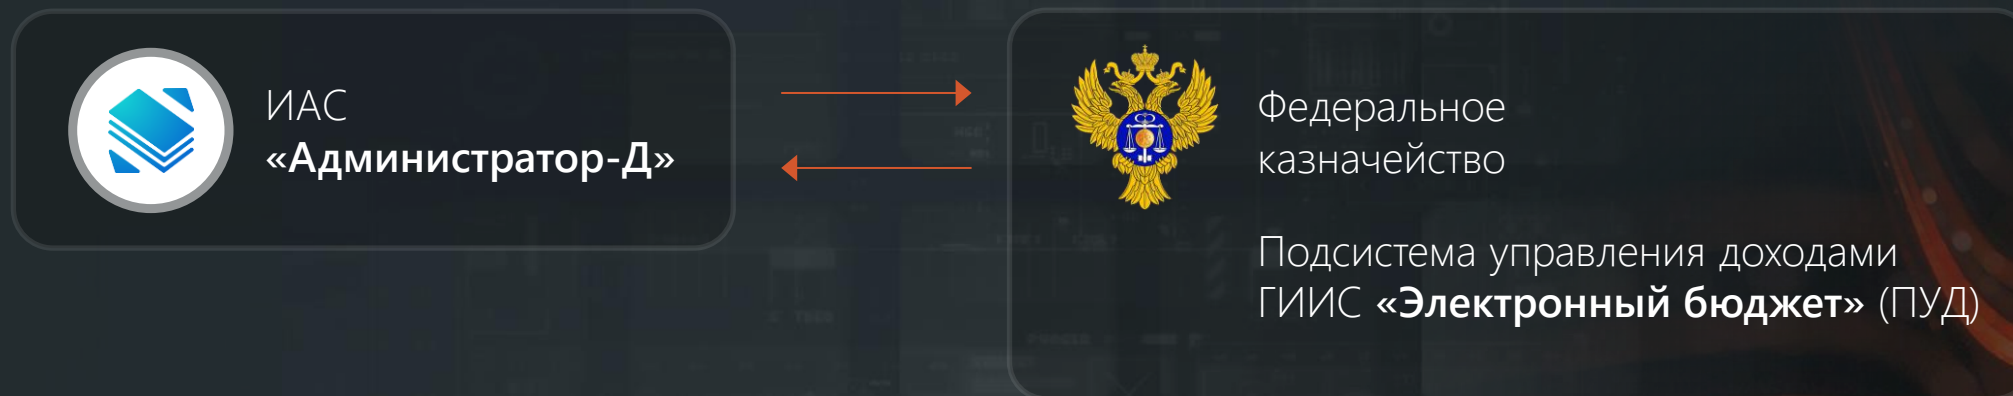 ИАС
«Администратор-Д»
Федеральное
казначейство
Подсистема управления доходами
ГИИС «Электронный бюджет» (ПУД)